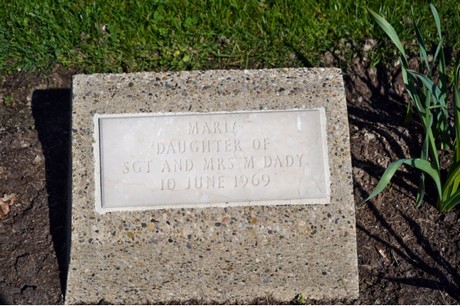 MARIA
DAUGHTER OF
SGT AND MRS M DADY
10 JUNE 1969